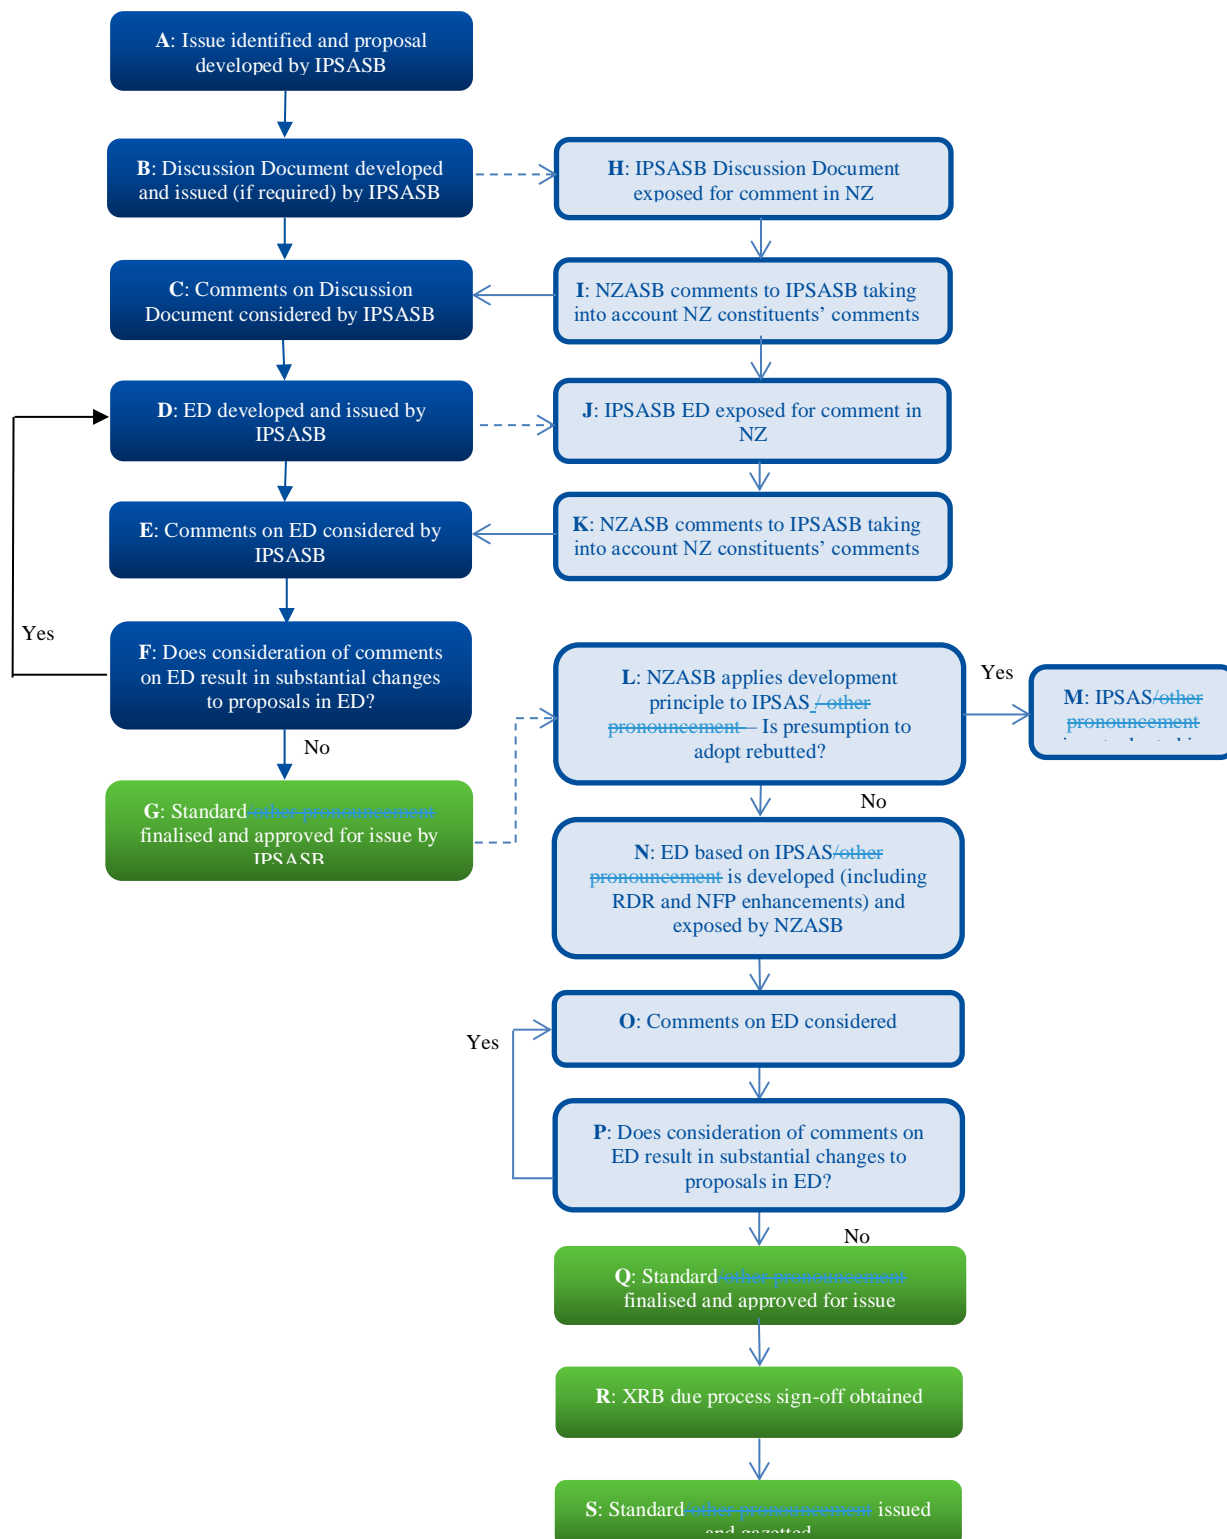 A: Issue identified and proposal
developed by IPSASB
B: Discussion Document developed
and issued (if required) by IPSASB
H: IPSASB Discussion Document
exposed for comment in NZ
C: Comments on Discussion
Document considered by IPSASB
I: NZASB comments to IPSASB taking
into account NZ constituents’ comments
D: ED developed and issued by
IPSASB
J: IPSASB ED exposed for comment in
NZ
E: Comments on ED considered by
IPSASB
K: NZASB comments to IPSASB taking
into account NZ constituents’ comments
Yes
F: Does consideration of comments
on ED result in substantial changes
to proposals in ED?
No
L: NZASB applies development
principle to IPSAS / other
pronouncement – Is presumption to
adopt rebutted?
Yes
M: IPSAS/other
pronouncement
No
G: Standard/other pronouncement
finalised and approved for issue by
IPSASB
N: ED based on IPSAS/other
pronouncement is developed (including
RDR and NFP enhancements) and
exposed by NZASB
O: Comments on ED considered
Yes
P: Does consideration of comments on
ED result in substantial changes to
proposals in ED?
No
Q: Standard/other pronouncement
finalised and approved for issue
R: XRB due process sign-off obtained
S: Standard/other pronouncement issued
and gazetted